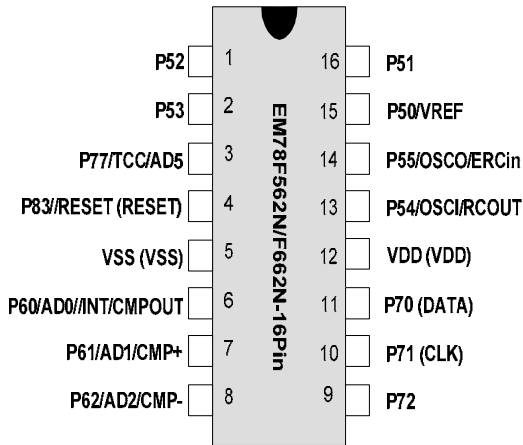 P52 1 16 P51
P53 2 15 P50/VREF
P77/TCC/AD5 3 14 P55/OSCO/ERCin
P83//RESET (RESET) 4 13 P54/OSCI/RCOUT
VSS (VSS) 5 12 VDD (VDD)
P60/AD0//INT/CMPOUT 6 11 P70 (DATA)
P61/AD1/CMP+ 7 10 P71 (CLK)
P62/AD2/CMP- 8 9 P72
EM78F562N/F662N-16Pin